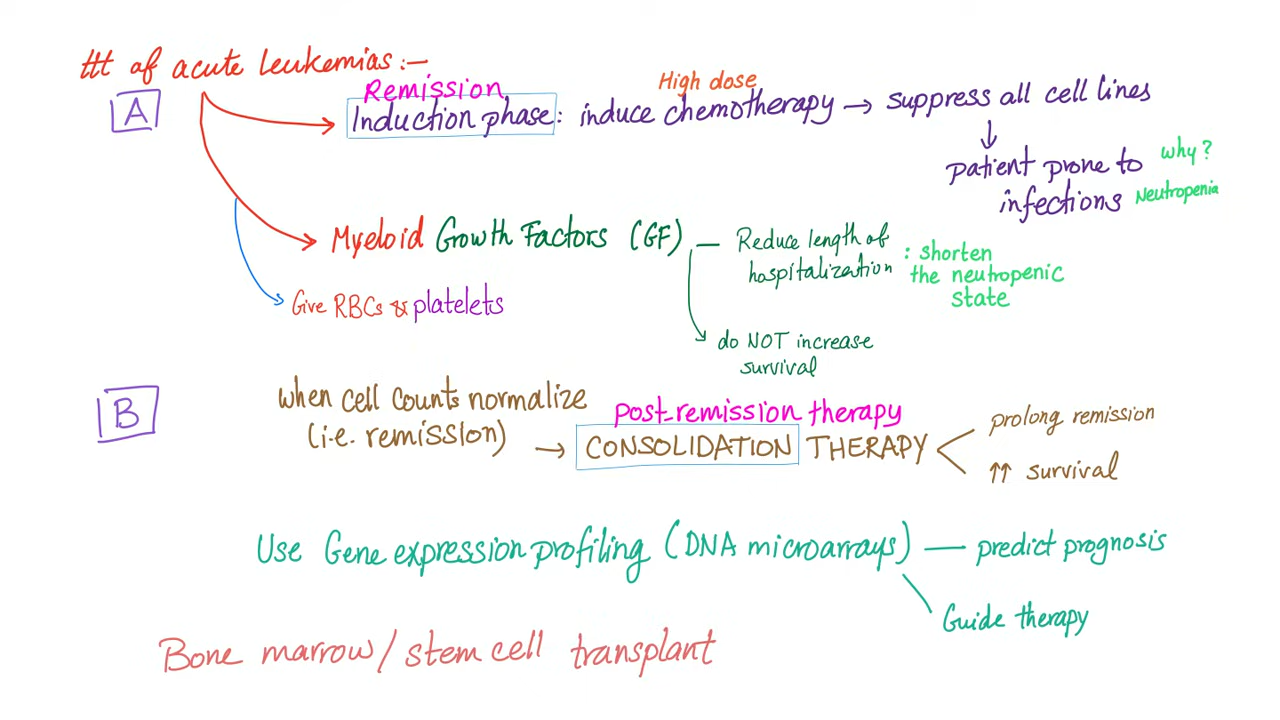 ttt of acute leukemias:-
A
Remission
Induction phase: induce chemotherapy → suppress all cell lines
High dose
↓
patient prone to infections
why?
Neutropenia
Myeloid Growth Factors (GF) — Reduce length of
hospitalization
: shorten
the neutropenic
state
Give RBCs & platelets
do NOT increase
survival
B
when cell counts normalize
(i.e. remission)
post-remission therapy
→ CONSOLIDATION THERAPY
prolong remission
↑↑ survival
Use Gene expression profiling (DNA microarrays) — predict prognosis
Guide therapy
Bone marrow/stem cell transplant